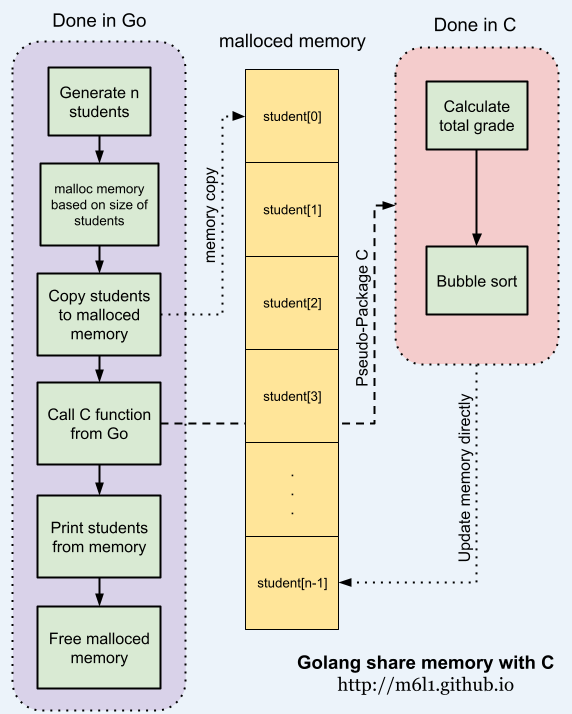 Done in Go
Generate n
students
malloc memory
based on size of
students
Copy students
to malloced
memory
Call C function
from Go
Print students
from memory
Free malloced
memory
memory copy
malloced memory
student[0]
student[1]
student[2]
student[3]
.
.
.
student[n-1]
Pseudo-Package C
Done in C
Calculate
total grade
Bubble sort
Update memory directly
Golang share memory with C
http://m6l1.github.io